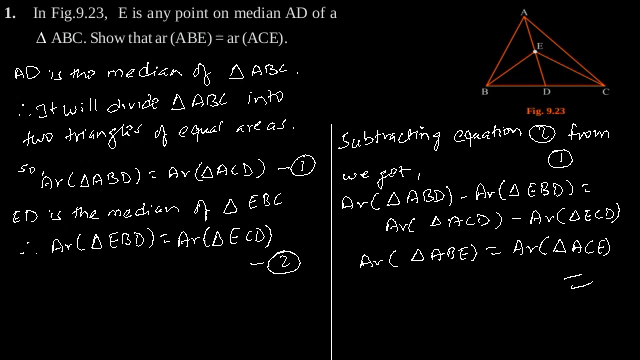 1. In Fig.9.23, E is any point on median AD of a
Δ ABC. Show that ar (ABE) = ar (ACE).
A
E
B
D
C
Fig. 9.23
AD is the median of Δ ABC.
∴ It will divide Δ ABC into
two triangles of equal areas.
so, Ar(ΔABD) = Ar(ΔACD) - ①
ED is the median of Δ EBC
∴ Ar(ΔEBD) = Ar(ΔECD)
- ②
Subtracting equation ② from
①
we get,
Ar(ΔABD) - Ar(ΔEBD) =
Ar(ΔACD) - Ar(ΔECD)
Ar(ΔABE) = Ar(ΔACE)